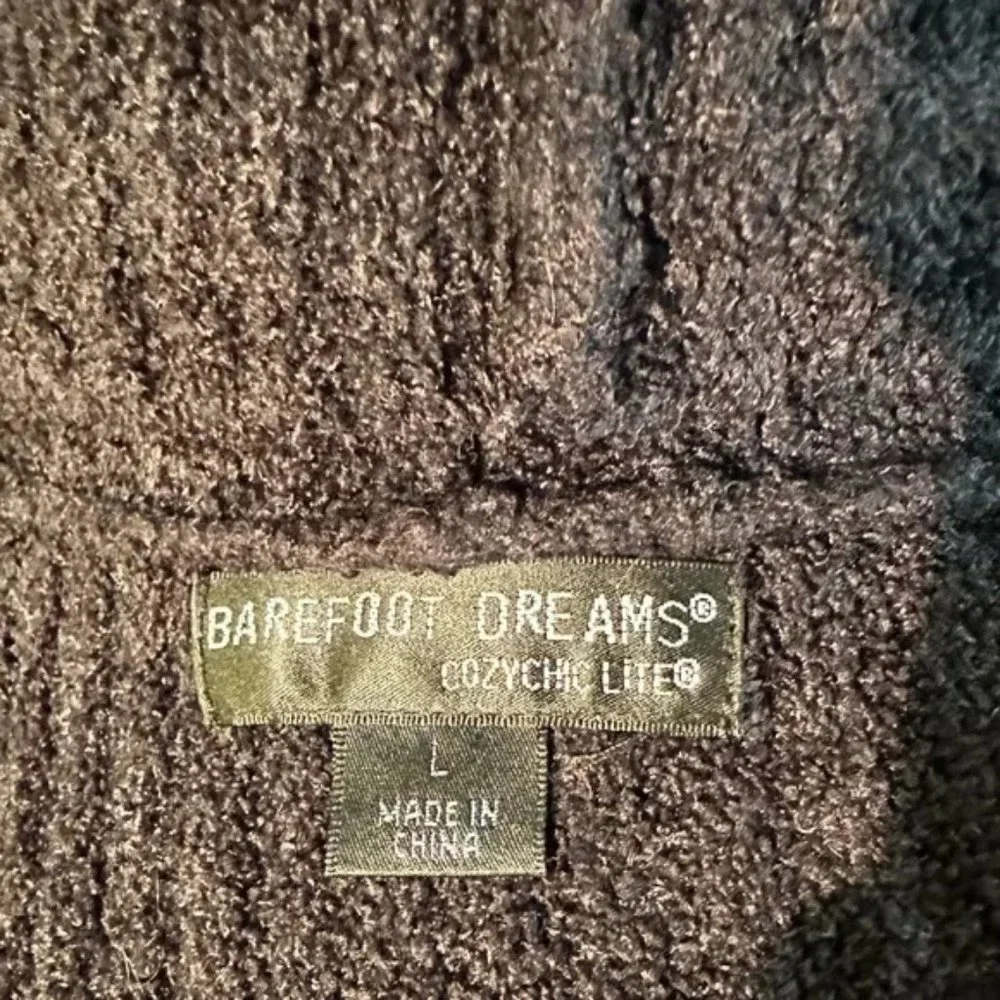 BAREFOOT DREAMS®
COZYCHIC LiTE®
L
MADE IN
CHINA